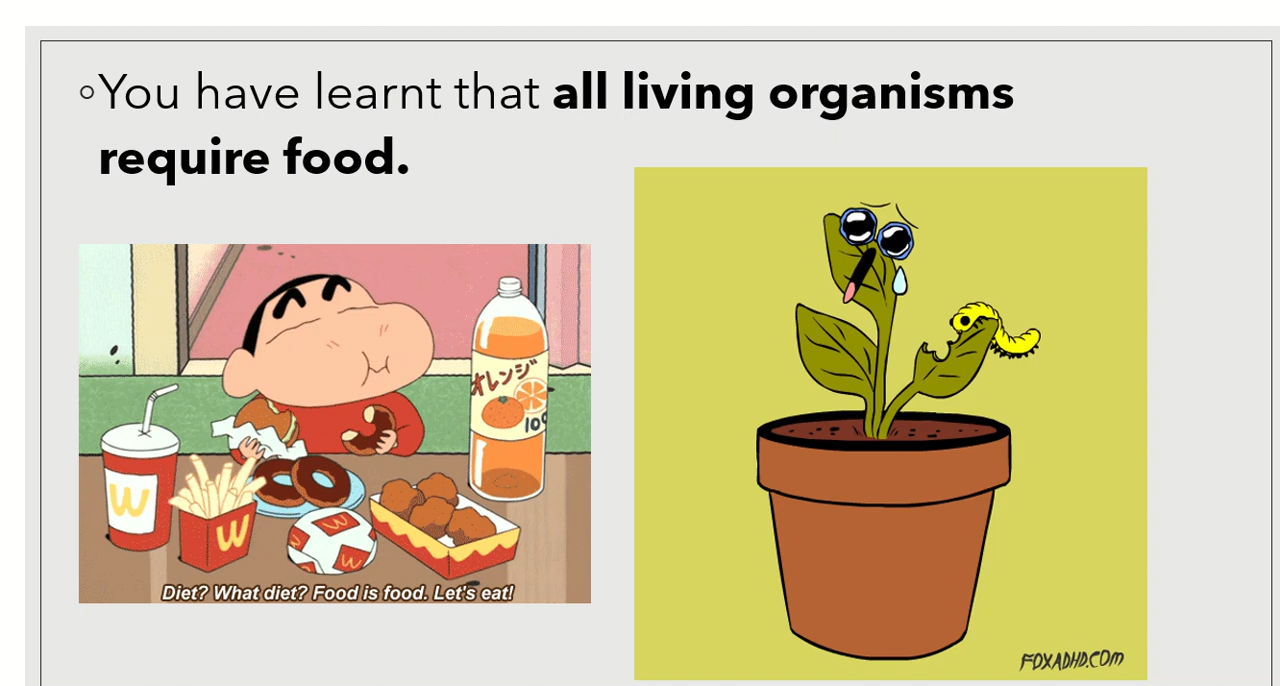 ◦You have learnt that all living organisms
require food.
オレンジ
100
W
W
W
W
W
Diet? What diet? Food is food. Let's eat!
FOXADHD.COM